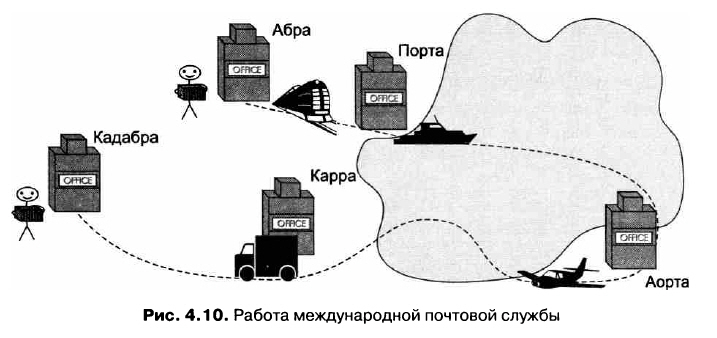 Абра
Порта
OFFICE
OFFICE
Кадабра
OFFICE
Карра
OFFICE
OFFICE
Аорта
Рис. 4.10. Работа международной почтовой службы